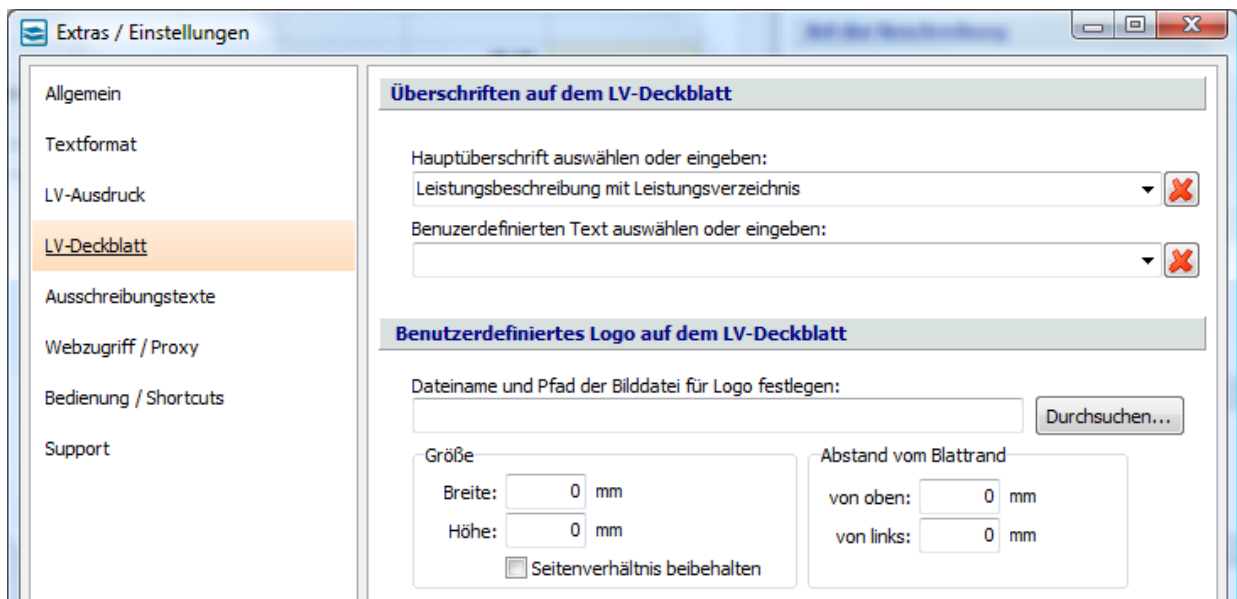 Extras / Einstellungen
Allgemein
Textformat
LV-Ausdruck
LV-Deckblatt
Ausschreibungstexte
Webzugriff / Proxy
Bedienung / Shortcuts
Support
Überschriften auf dem LV-Deckblatt
Hauptüberschrift auswählen oder eingeben:
Leistungsbeschreibung mit Leistungsverzeichnis
Benuzerdefinierten Text auswählen oder eingeben:
Benutzerdefiniertes Logo auf dem LV-Deckblatt
Dateiname und Pfad der Bilddatei für Logo festlegen:
Durchsuchen...
Größe
Breite: 0 mm
Höhe: 0 mm
Seitenverhältnis beibehalten
Abstand vom Blattrand
von oben: 0 mm
von links: 0 mm